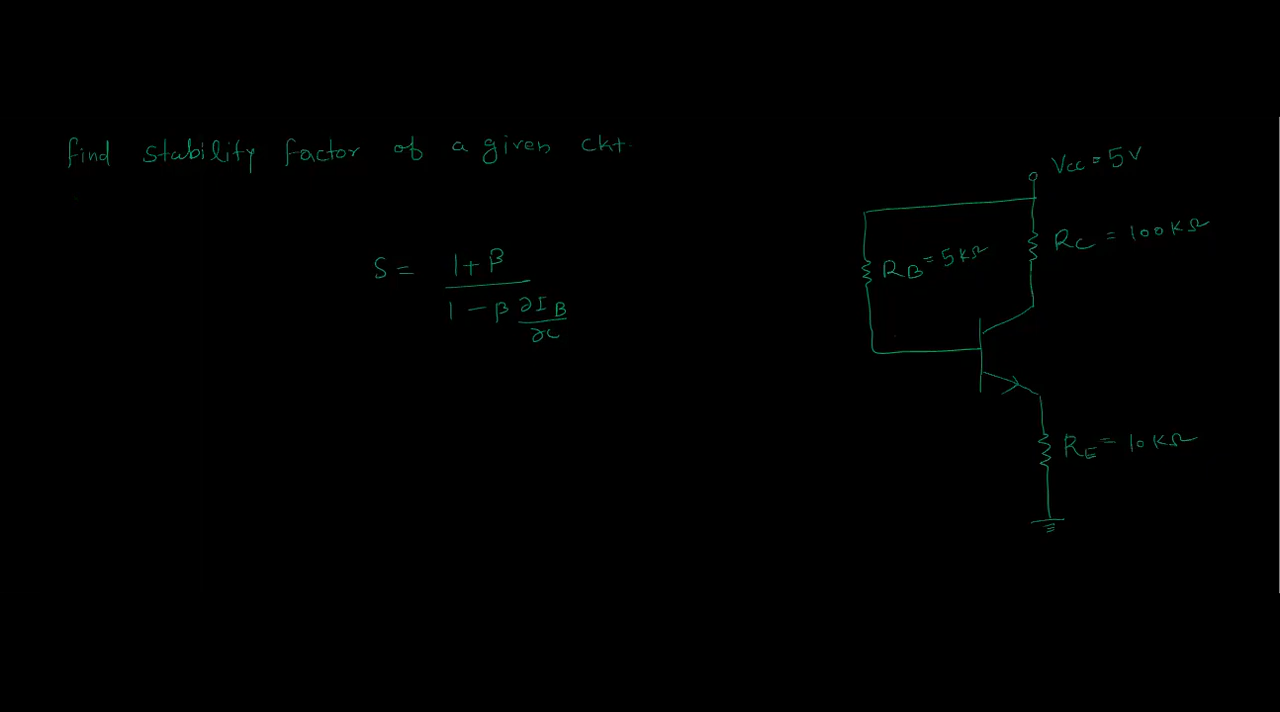 find stability factor of a given ckt.
Vcc = 5V
RC = 100KΩ
RB = 5KΩ
S = 1+β
1 - β ∂IB
∂C
RE = 10KΩ